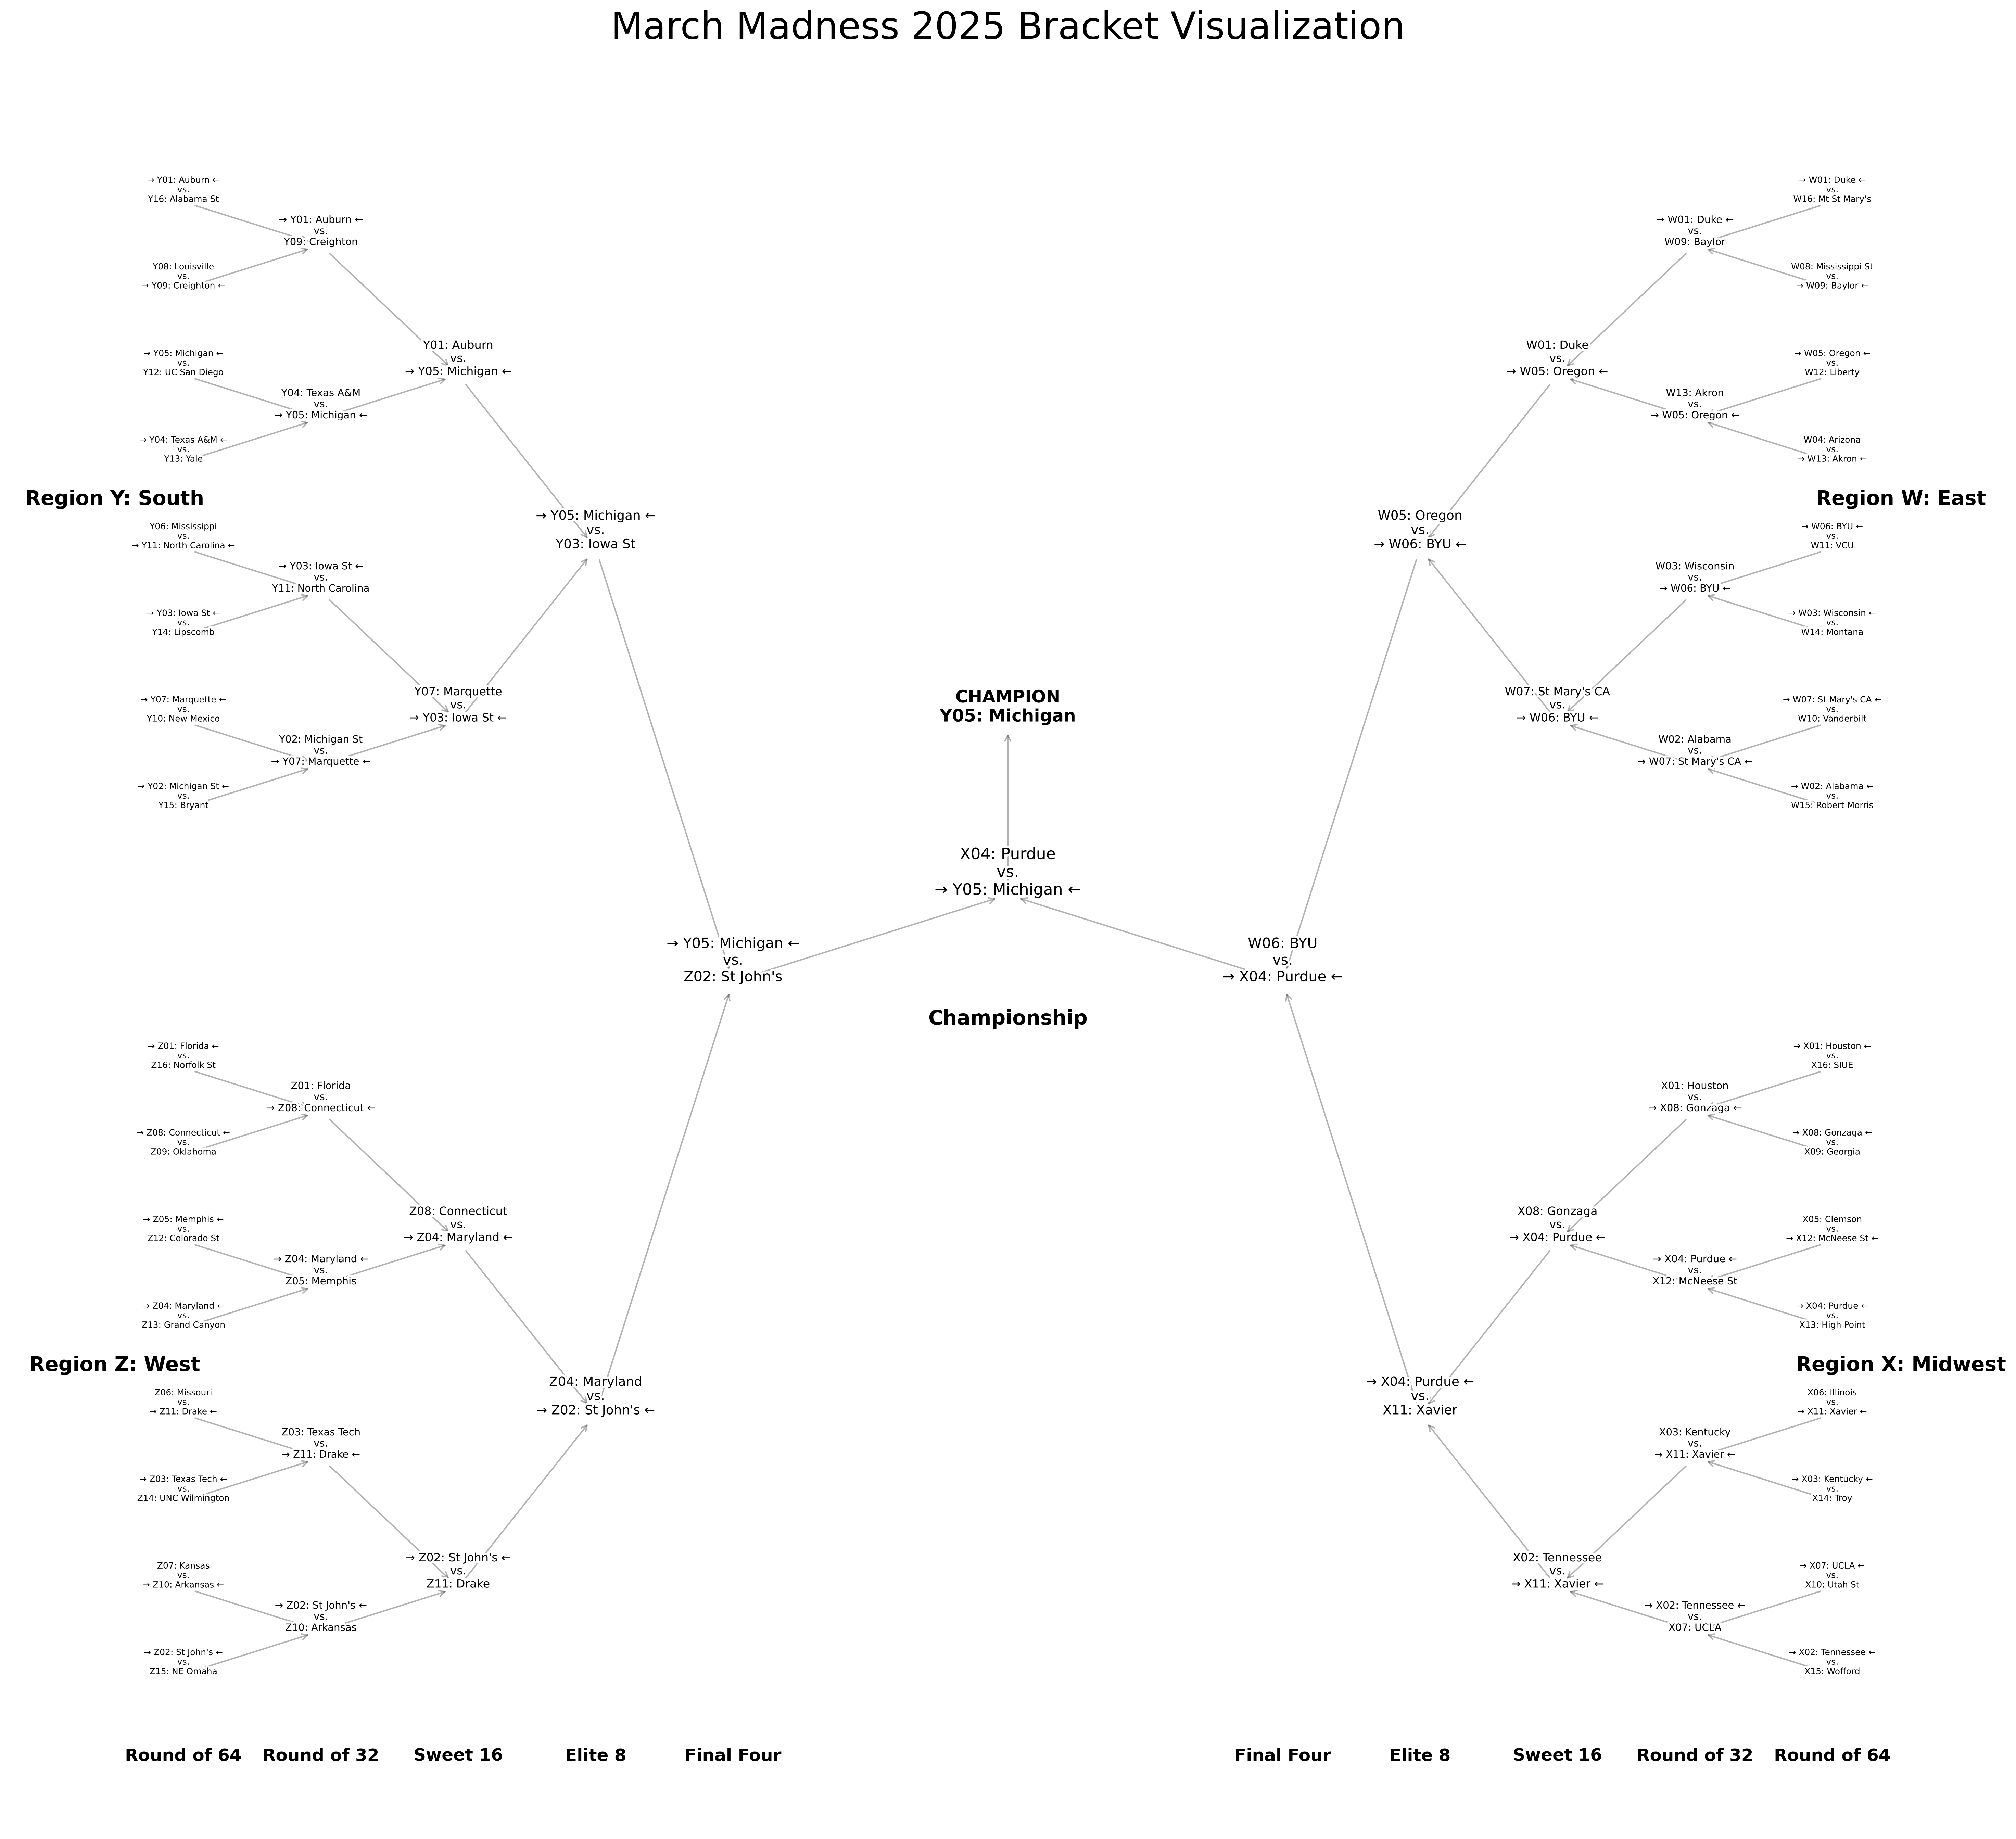 March Madness 2025 Bracket Visualization
→ Y01: Auburn ←
vs.
Y16: Alabama St
Y08: Louisville
vs.
→ Y09: Creighton ←
→ Y05: Michigan ←
vs.
Y12: UC San Diego
→ Y04: Texas A&M ←
vs.
Y13: Yale
Region Y: South
Y06: Mississippi
vs.
→ Y11: North Carolina ←
→ Y03: Iowa St ←
vs.
Y14: Lipscomb
→ Y07: Marquette ←
vs.
Y10: New Mexico
→ Y02: Michigan St ←
vs.
Y15: Bryant
→ Y01: Auburn ←
vs.
Y09: Creighton
Y04: Texas A&M
vs.
→ Y05: Michigan ←
→ Y03: Iowa St ←
vs.
Y11: North Carolina
Y02: Michigan St
vs.
→ Y07: Marquette ←
Y01: Auburn
vs.
→ Y05: Michigan ←
Y07: Marquette
vs.
→ Y03: Iowa St ←
→ Y05: Michigan ←
vs.
Y03: Iowa St
→ Z01: Florida ←
vs.
Z16: Norfolk St
→ Z08: Connecticut ←
vs.
Z09: Oklahoma
→ Z05: Memphis ←
vs.
Z12: Colorado St
→ Z04: Maryland ←
vs.
Z13: Grand Canyon
Region Z: West
Z06: Missouri
vs.
→ Z11: Drake ←
→ Z03: Texas Tech ←
vs.
Z14: UNC Wilmington
Z07: Kansas
vs.
→ Z10: Arkansas ←
→ Z02: St John's ←
vs.
Z15: NE Omaha
Z01: Florida
vs.
→ Z08: Connecticut ←
→ Z04: Maryland ←
vs.
Z05: Memphis
Z03: Texas Tech
vs.
→ Z11: Drake ←
→ Z02: St John's ←
vs.
Z10: Arkansas
Z08: Connecticut
vs.
→ Z04: Maryland ←
→ Z02: St John's ←
vs.
Z11: Drake
Z04: Maryland
vs.
→ Z02: St John's ←
→ Y05: Michigan ←
vs.
Z02: St John's
CHAMPION
Y05: Michigan
X04: Purdue
vs.
→ Y05: Michigan ←
Championship
W06: BYU
vs.
→ X04: Purdue ←
W05: Oregon
vs.
→ W06: BYU ←
W01: Duke
vs.
→ W05: Oregon ←
W07: St Mary's CA
vs.
→ W06: BYU ←
→ W01: Duke ←
vs.
W09: Baylor
W13: Akron
vs.
→ W05: Oregon ←
W03: Wisconsin
vs.
→ W06: BYU ←
W02: Alabama
vs.
→ W07: St Mary's CA ←
→ W01: Duke ←
vs.
W16: Mt St Mary's
W08: Mississippi St
vs.
→ W09: Baylor ←
→ W05: Oregon ←
vs.
W12: Liberty
W04: Arizona
vs.
→ W13: Akron ←
Region W: East
→ W06: BYU ←
vs.
W11: VCU
→ W03: Wisconsin ←
vs.
W14: Montana
→ W07: St Mary's CA ←
vs.
W10: Vanderbilt
→ W02: Alabama ←
vs.
W15: Robert Morris
→ X04: Purdue ←
vs.
X11: Xavier
X08: Gonzaga
vs.
→ X04: Purdue ←
X02: Tennessee
vs.
→ X11: Xavier ←
X01: Houston
vs.
→ X08: Gonzaga ←
→ X04: Purdue ←
vs.
X12: McNeese St
X03: Kentucky
vs.
→ X11: Xavier ←
→ X02: Tennessee ←
vs.
X07: UCLA
→ X01: Houston ←
vs.
X16: SIUE
→ X08: Gonzaga ←
vs.
X09: Georgia
X05: Clemson
vs.
→ X12: McNeese St ←
→ X04: Purdue ←
vs.
X13: High Point
Region X: Midwest
X06: Illinois
vs.
→ X11: Xavier ←
→ X03: Kentucky ←
vs.
X14: Troy
→ X07: UCLA ←
vs.
X10: Utah St
→ X02: Tennessee ←
vs.
X15: Wofford
Round of 64
Round of 32
Sweet 16
Elite 8
Final Four
Final Four
Elite 8
Sweet 16
Round of 32
Round of 64